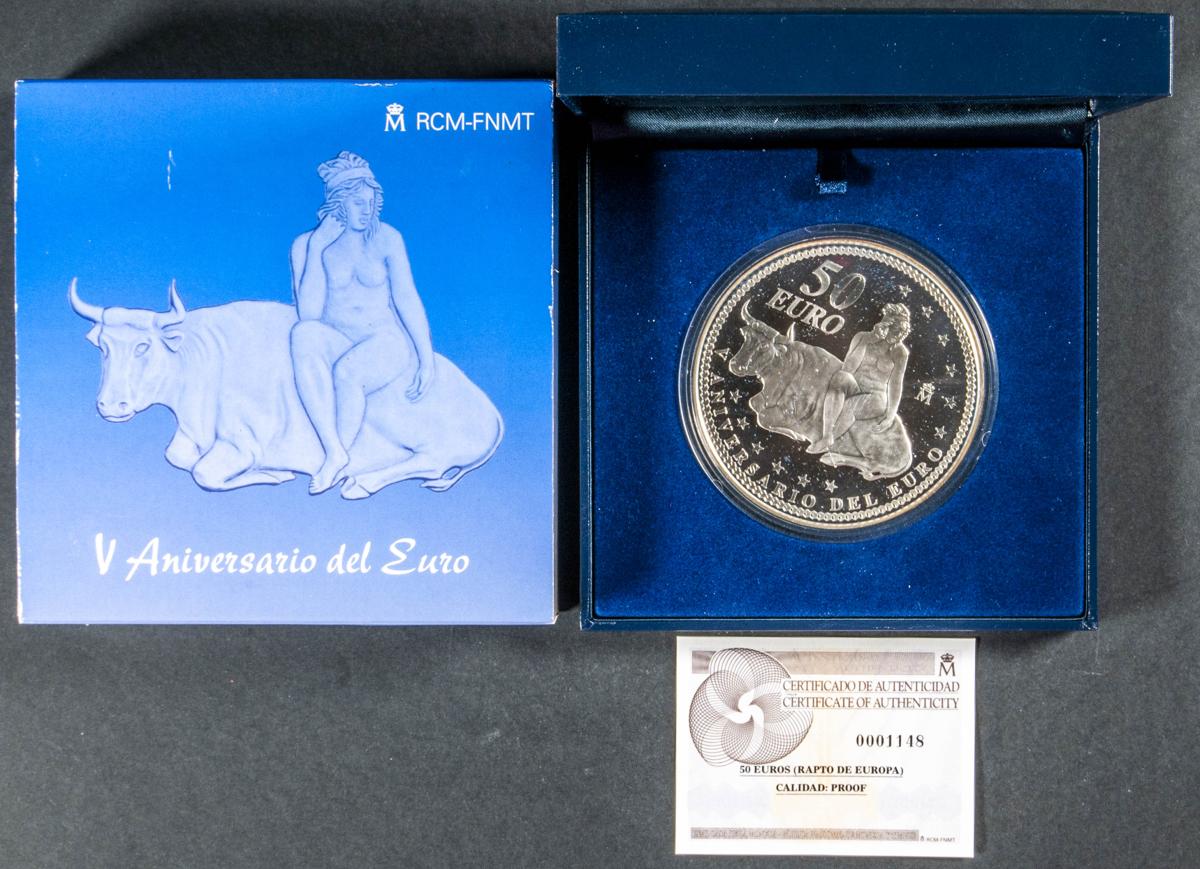 M RCM-FNMT
V Aniversario del Euro
50
EURO
V ANIVERSARIO DEL EURO
M
M
CERTIFICADO DE AUTENTICIDAD
CERTIFICATE OF AUTHENTICITY
0001148
50 EUROS (RAPTO DE EUROPA)
CALIDAD: PROOF
RCM-FNMT